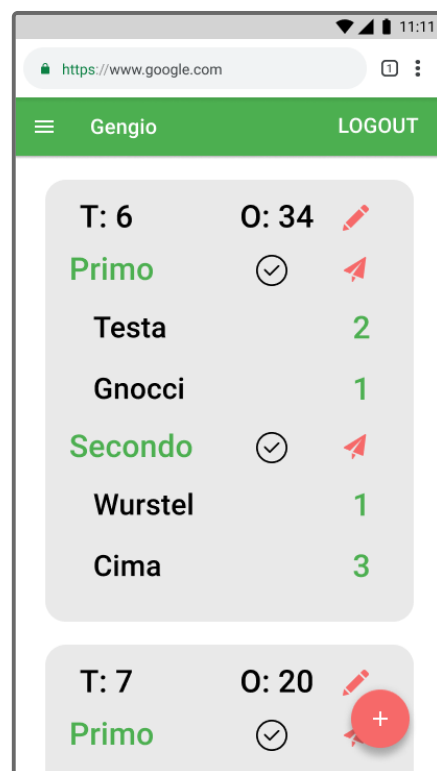 11:11
https://www.google.com 1
Gengio LOGOUT
T: 6 O: 34
Primo
Testa 2
Gnocci 1
Secondo
Wurstel 1
Cima 3
T: 7 O: 20
+
Primo